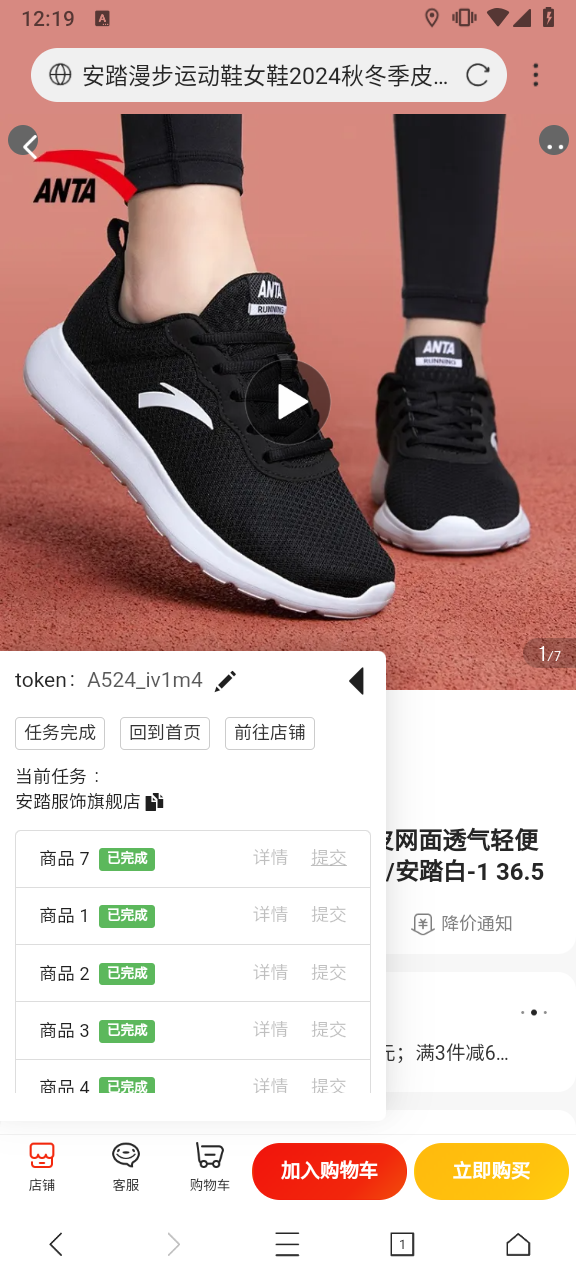 12:19
A
安踏漫步运动鞋女鞋2024秋冬季皮...
ANTA
ANTA
RUNNING
ANTA
RUNNING
1/7
token： A524_iv1m4
任务完成 回到首页 前往店铺
当前任务：
安踏服饰旗舰店
商品 7 已完成 详情 提交
商品 1 已完成 详情 提交
商品 2 已完成 详情 提交
商品 3 已完成 详情 提交
商品 4 已完成 详情 提交
皮网面透气轻便
/安踏白-1 36.5
降价通知
元；满3件减6...
店铺 客服 购物车 加入购物车 立即购买
1